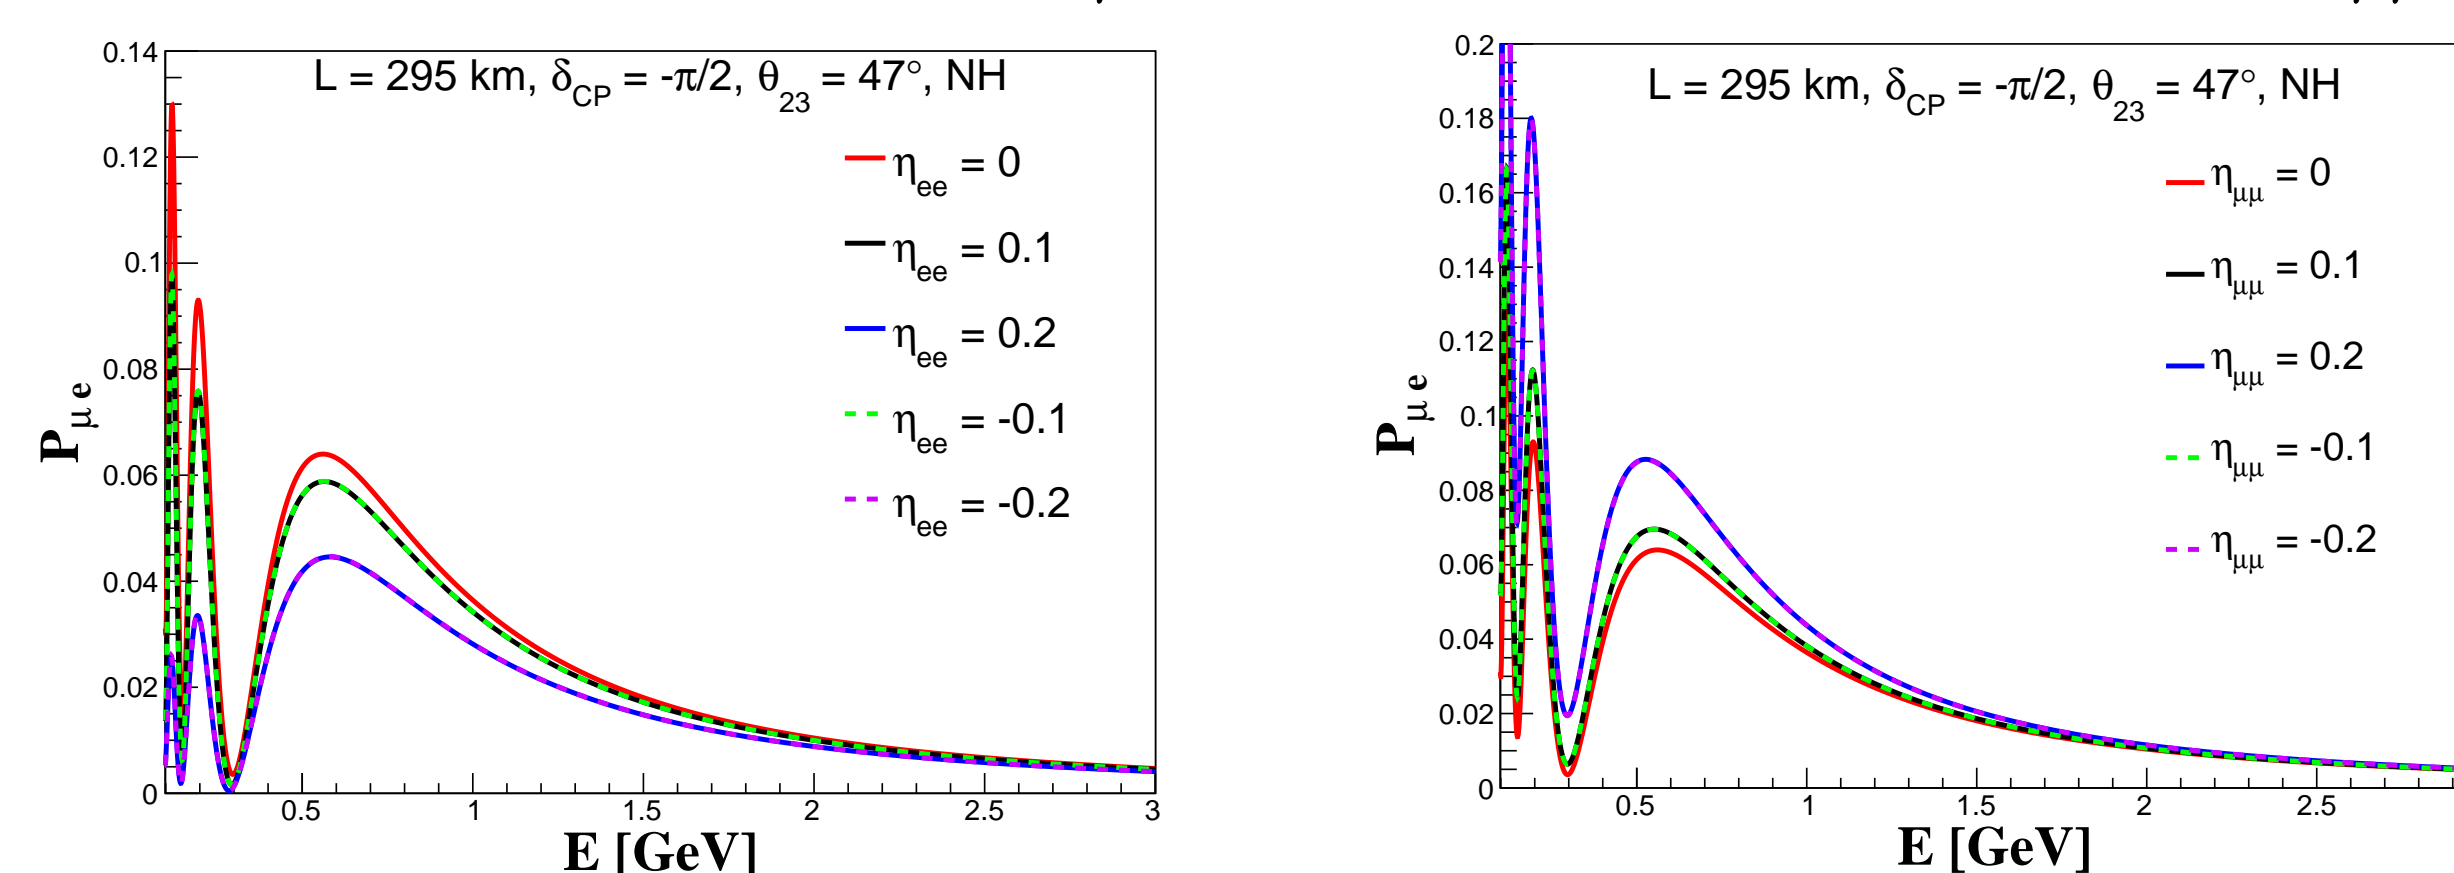 L = 295 km, δCP = -π/2, θ23 = 47°, NH
ηee = 0
ηee = 0.1
ηee = 0.2
ηee = -0.1
ηee = -0.2
0.14
0.12
0.1
0.08
0.06
0.04
0.02
0
0.5 1 1.5 2 2.5 3
Pμ e
E [GeV]
L = 295 km, δCP = -π/2, θ23 = 47°, NH
ημμ = 0
ημμ = 0.1
ημμ = 0.2
ημμ = -0.1
ημμ = -0.2
0.2
0.18
0.16
0.14
0.12
0.1
0.08
0.06
0.04
0.02
0
0.5 1 1.5 2 2.5
Pμ e
E [GeV]